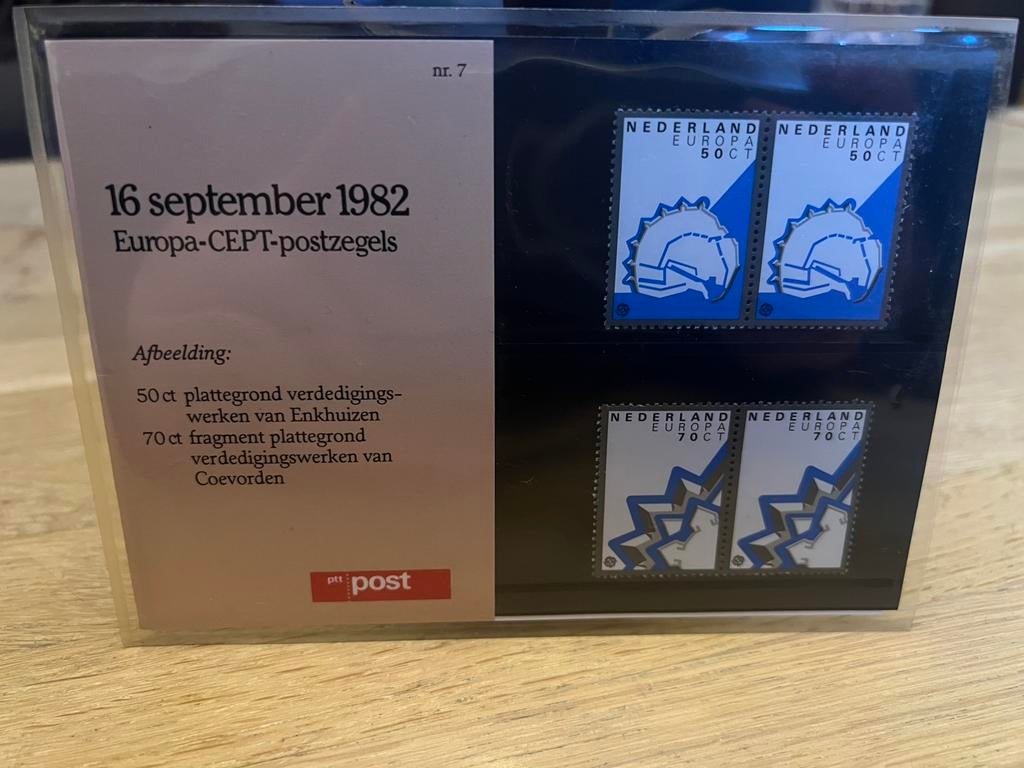 nr. 7
16 september 1982
Europa-CEPT-postzegels
Afbeelding:
50 ct plattegrond verdedigings-
werken van Enkhuizen
70 ct fragment plattegrond
verdedigingswerken van
Coevorden
ptt post
NEDERLAND
EUROPA
50 CT
NEDERLAND
EUROPA
50 CT
NEDERLAND
EUROPA
70 CT
NEDERLAND
EUROPA
70 CT